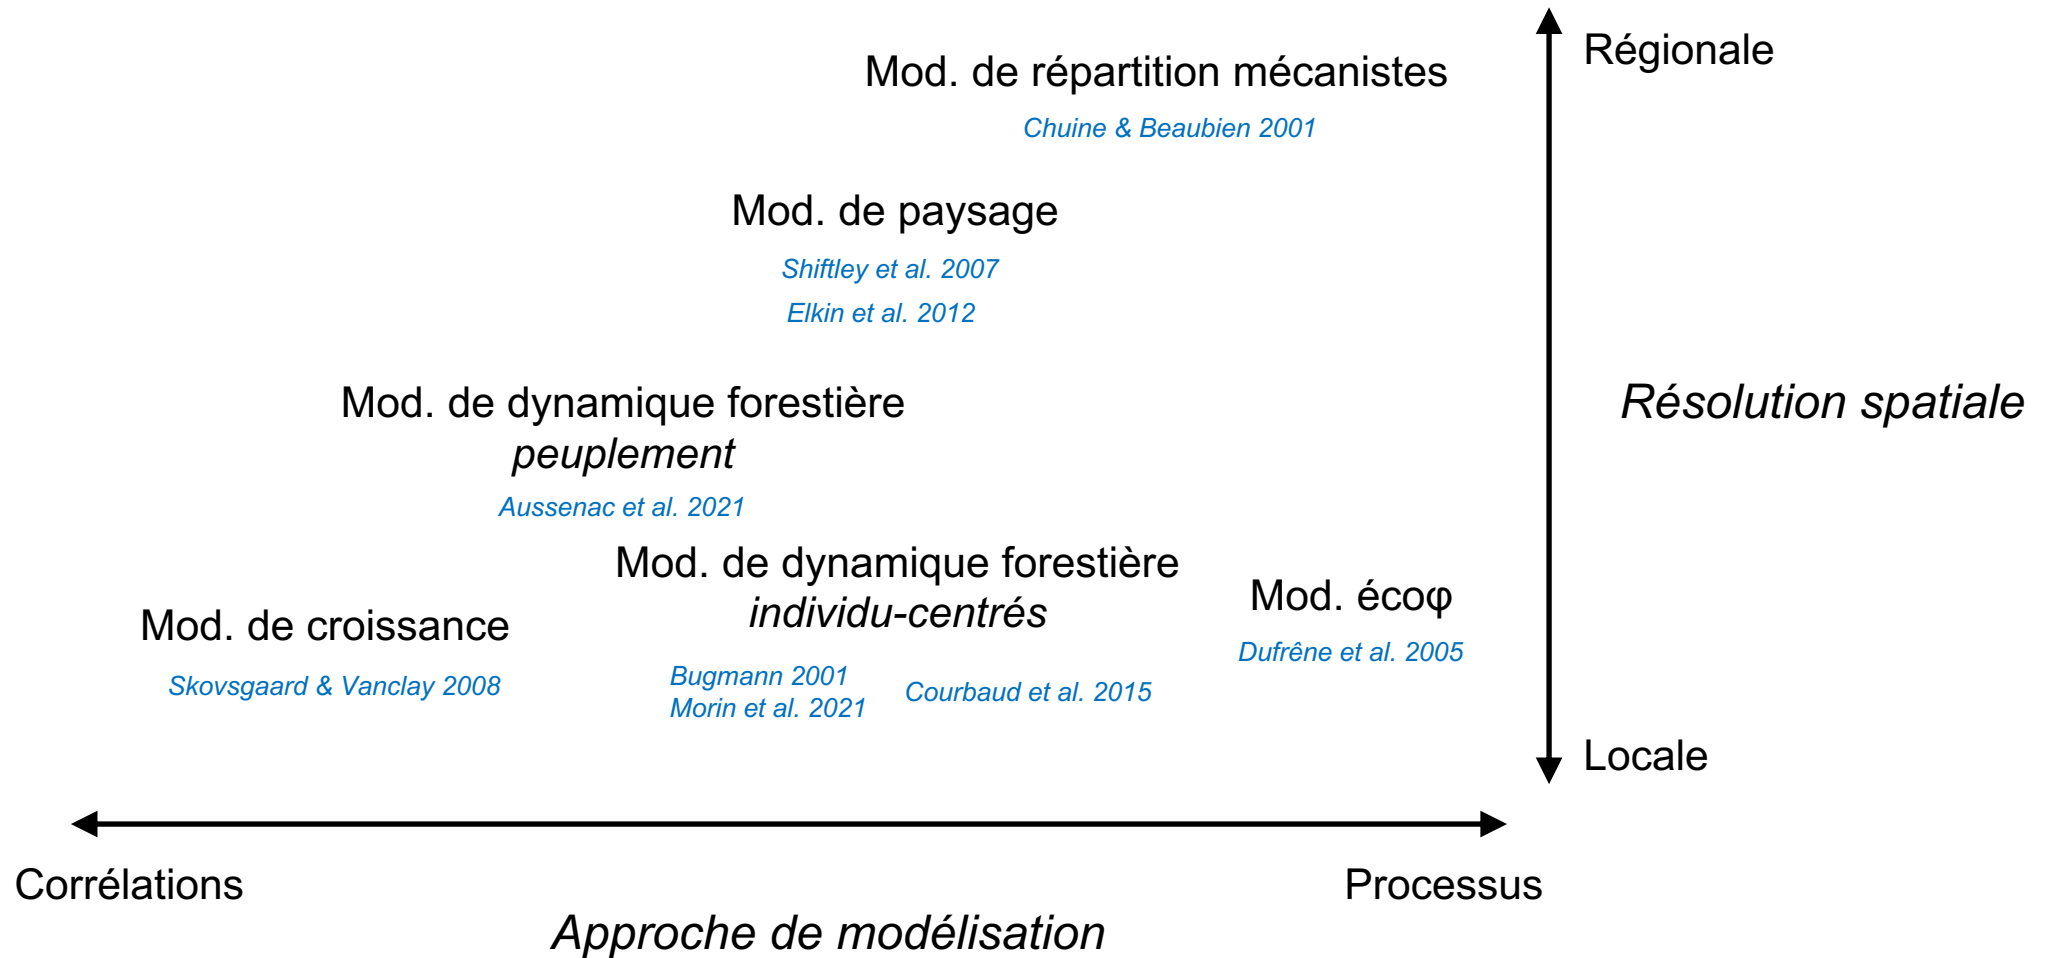 Régionale
Mod. de répartition mécanistes
Chuine & Beaubien 2001
Mod. de paysage
Shiftley et al. 2007
Elkin et al. 2012
Mod. de dynamique forestière
peuplement
Aussenac et al. 2021
Résolution spatiale
Mod. de dynamique forestière
individu-centrés
Bugmann 2001
Morin et al. 2021
Courbaud et al. 2015
Mod. écoφ
Dufrêne et al. 2005
Mod. de croissance
Skovsgaard & Vanclay 2008
Locale
Corrélations
Processus
Approche de modélisation